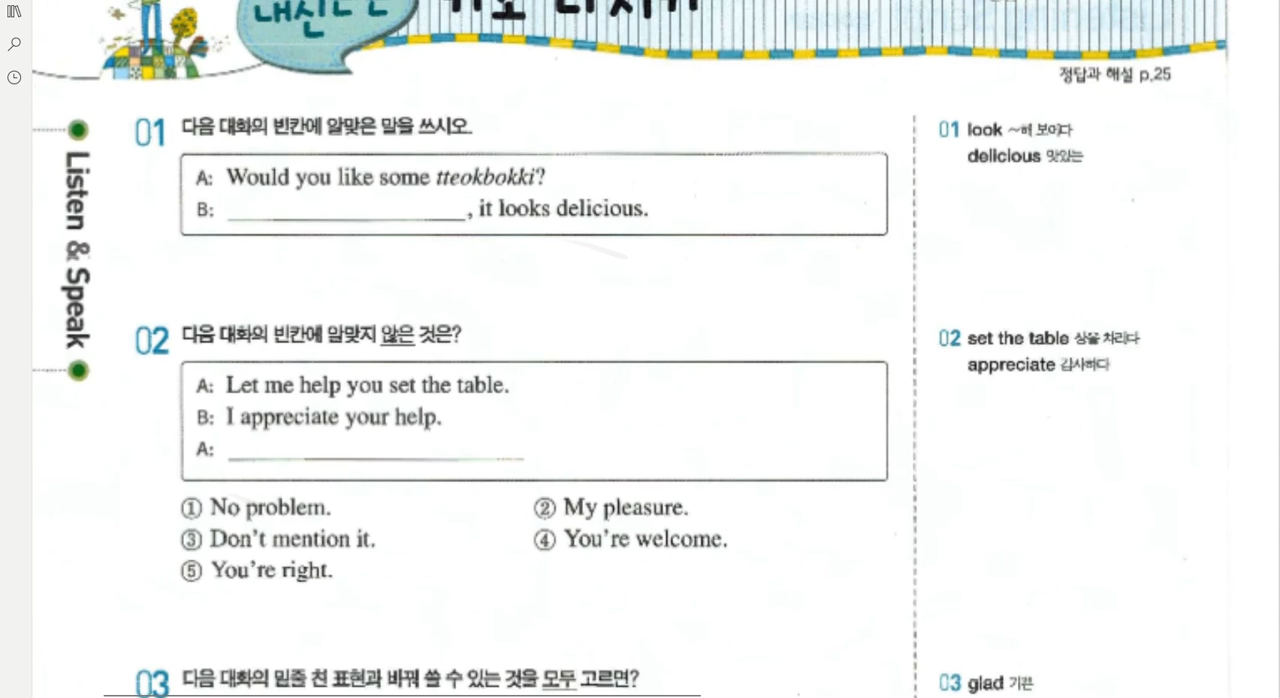 정답과 해설 p.25
Listen & Speak
01 다음 대화의 빈칸에 알맞은 말을 쓰시오.
A: Would you like some tteokbokki?
B: ____________, it looks delicious.
01 look ~해 보이다
delicious 맛있는
02 다음 대화의 빈칸에 알맞지 않은 것은?
A: Let me help you set the table.
B: I appreciate your help.
A: ____________
① No problem.
② My pleasure.
③ Don't mention it.
④ You're welcome.
⑤ You're right.
02 set the table 상을 차리다
appreciate 감사하다
03 다음 대화의 밑줄 친 표현과 바꿔 쓸 수 있는 것을 모두 고르면?
03 glad 기쁜